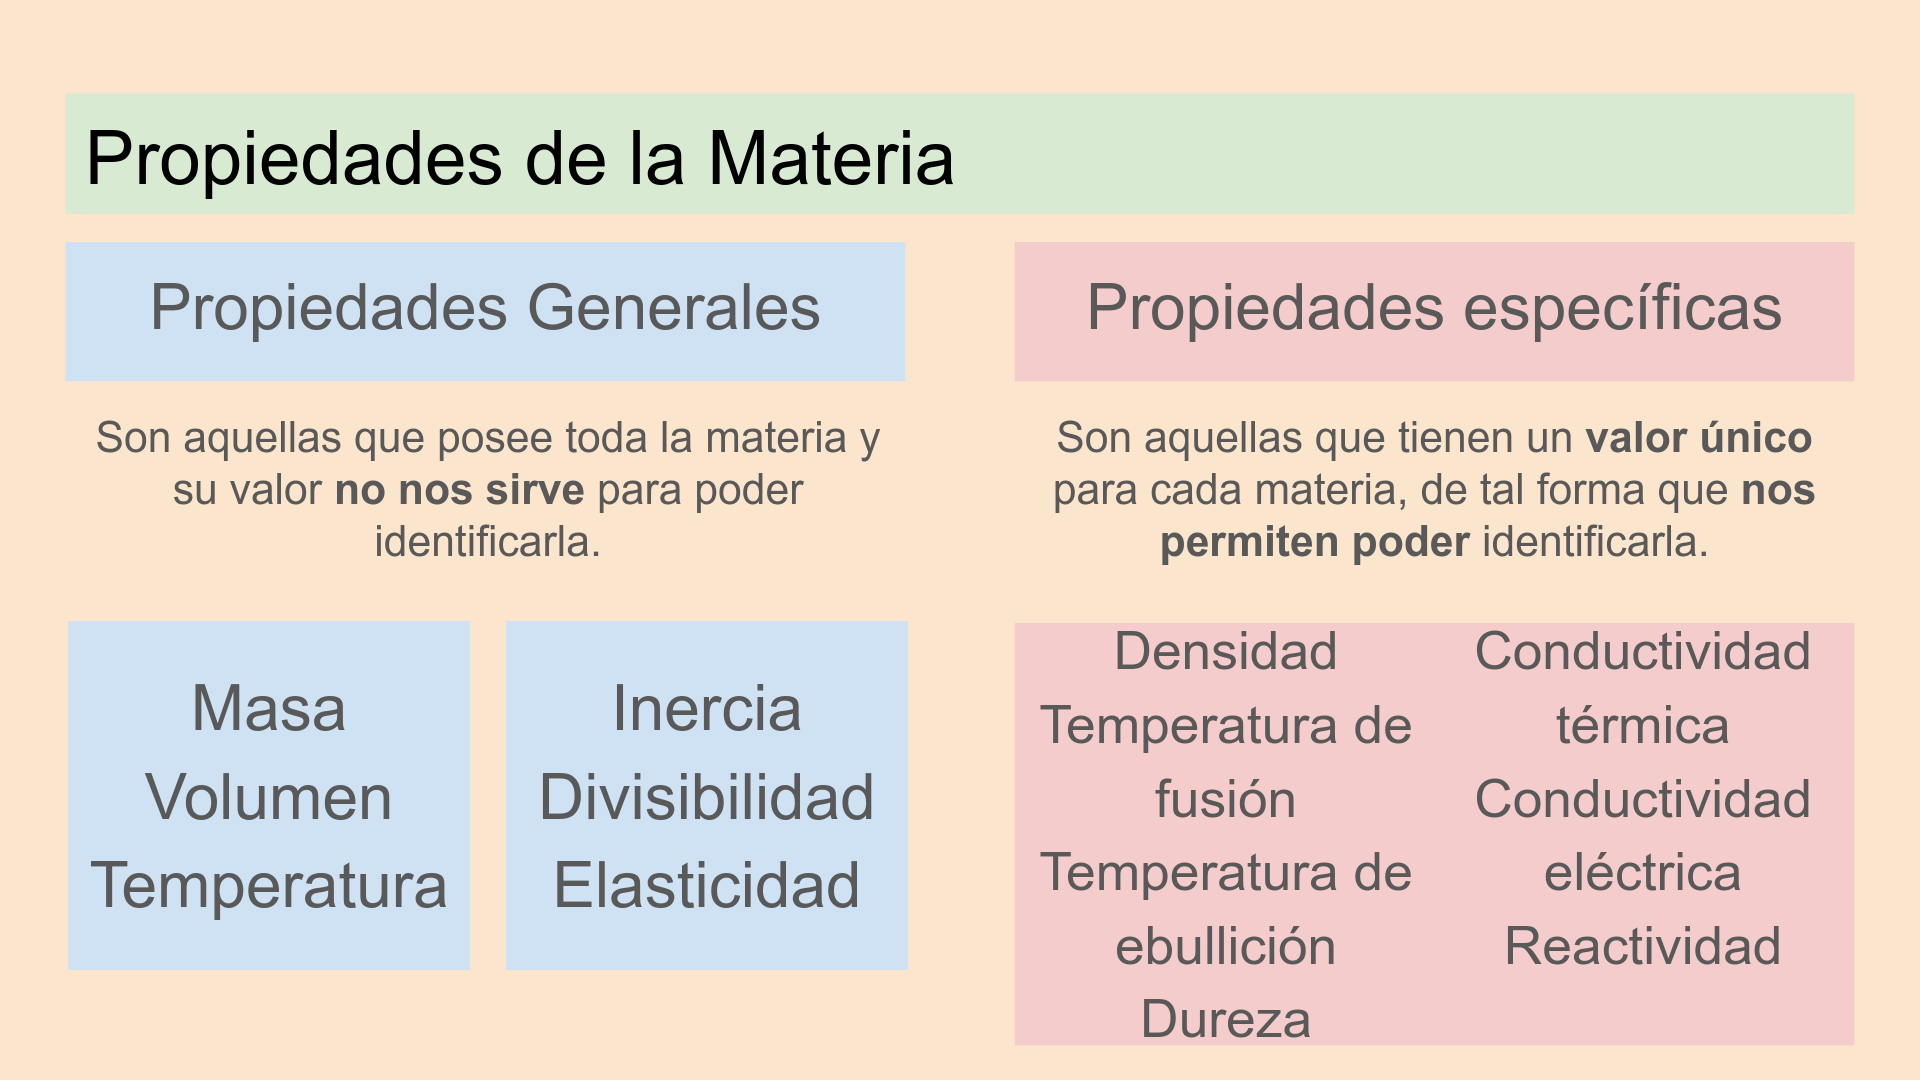 Propiedades de la Materia
Propiedades Generales
Son aquellas que posee toda la materia y
su valor no nos sirve para poder
identificarla.
Masa
Volumen
Temperatura
Inercia
Divisibilidad
Elasticidad
Propiedades específicas
Son aquellas que tienen un valor único
para cada materia, de tal forma que nos
permiten poder identificarla.
Densidad
Temperatura de
fusión
Temperatura de
ebullición
Dureza
Conductividad
térmica
Conductividad
eléctrica
Reactividad